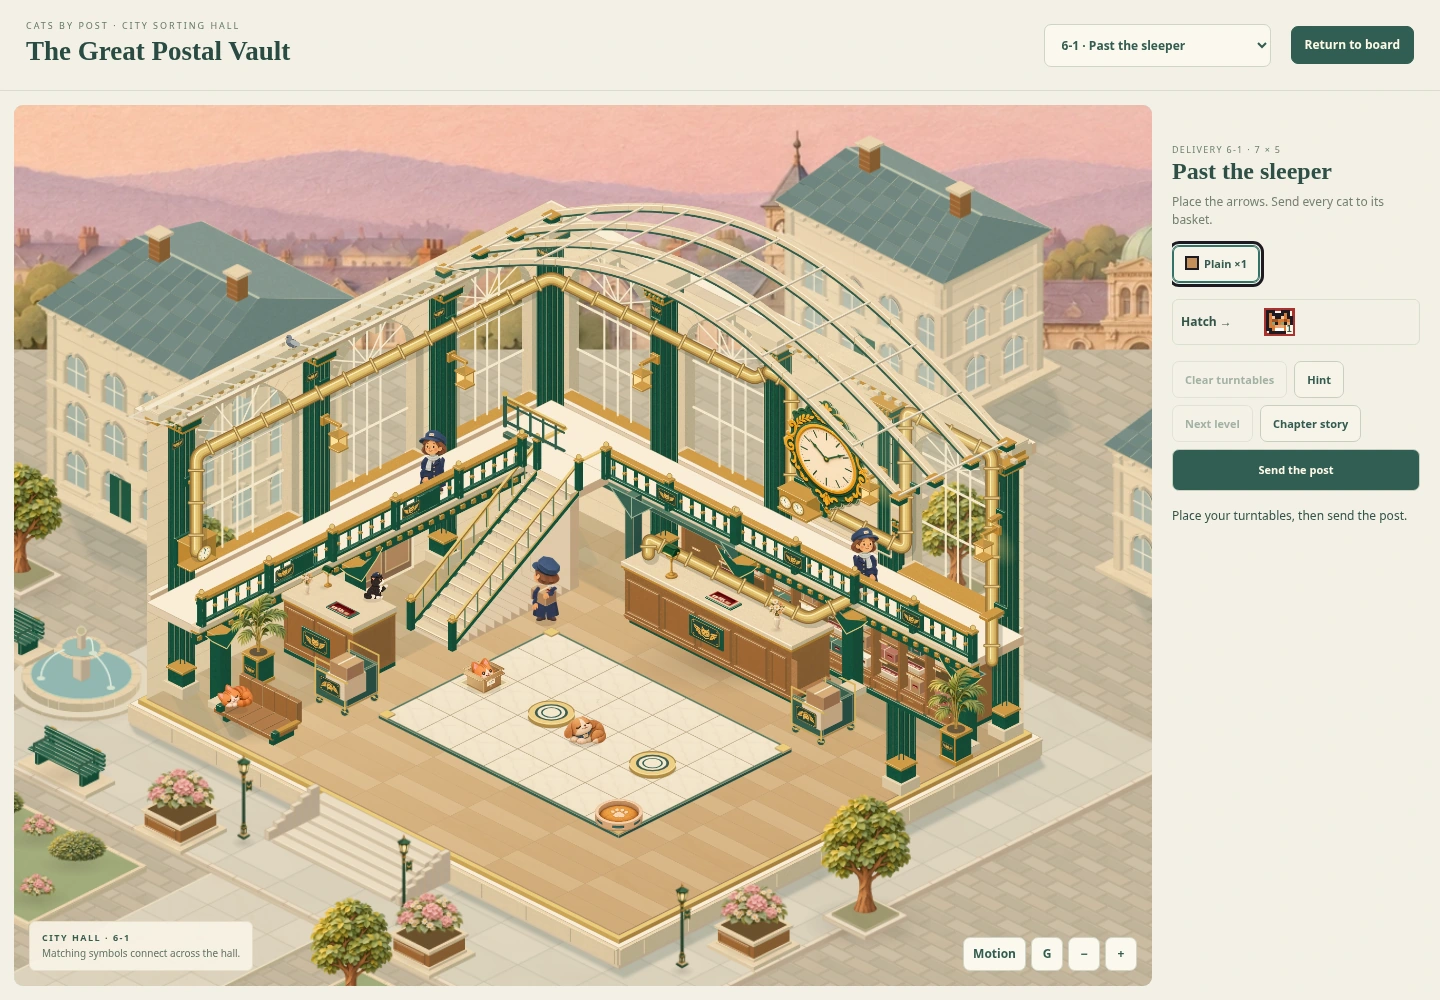 CATS BY POST · CITY SORTING HALL
The Great Postal Vault
6-1 · Past the sleeper
Return to board
DELIVERY 6-1 · 7 × 5
Past the sleeper
Place the arrows. Send every cat to its
basket.
Plain ×1
Hatch →
1
Clear turntables
Hint
Next level
Chapter story
Send the post
Place your turntables, then send the post.
CITY HALL · 6-1
Matching symbols connect across the hall.
Motion
G
−
+